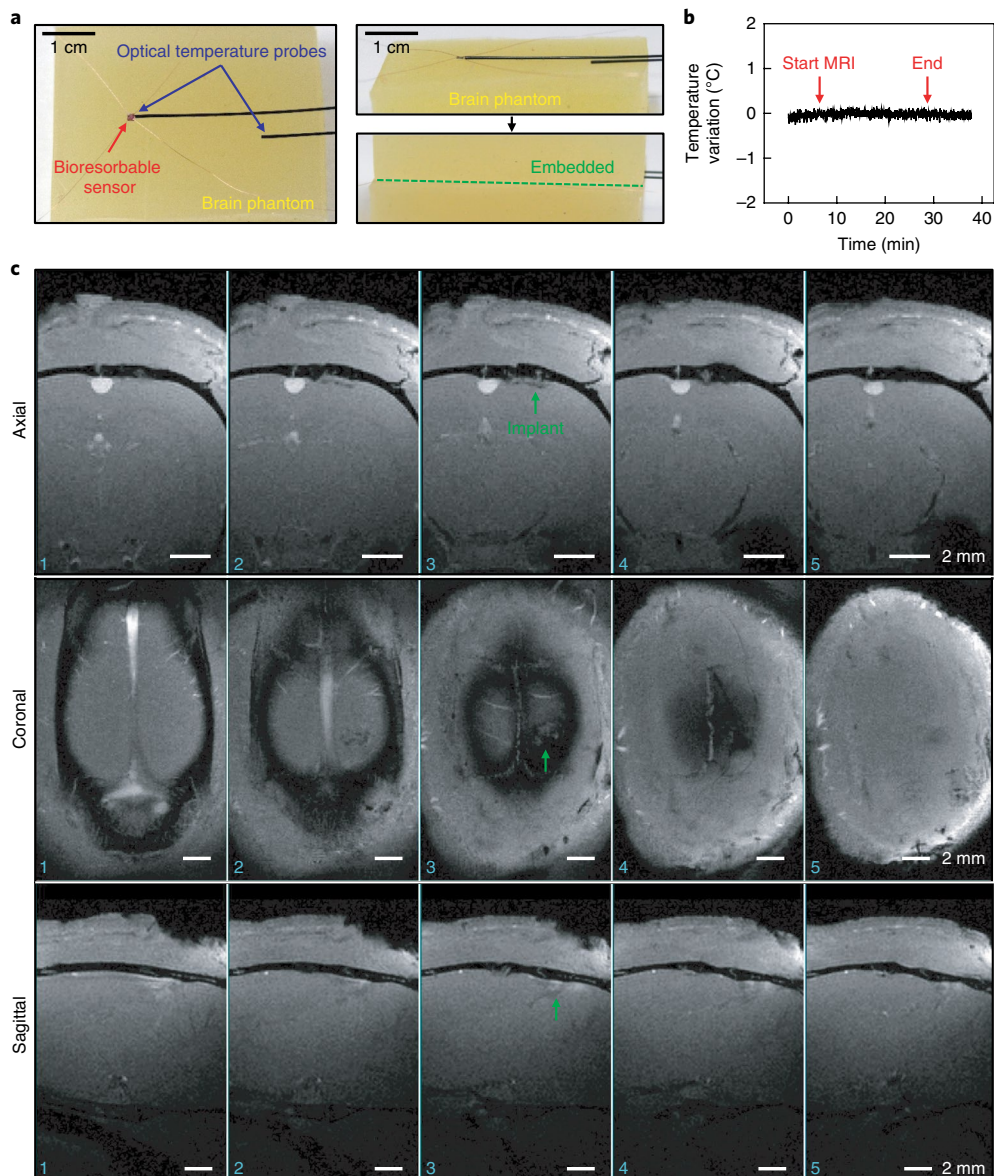 a
1 cm
Optical temperature probes
Bioresorbable
sensor
Brain phantom
1 cm
Brain phantom
Embedded
b
2
1
0
−1
−2
Temperature
variation (°C)
Start MRI
End
0
10
20
30
40
Time (min)
c
Axial
Implant
1
2
3
4
5
2 mm
Coronal
1
2
3
4
5
2 mm
Sagittal
1
2
3
4
5
2 mm